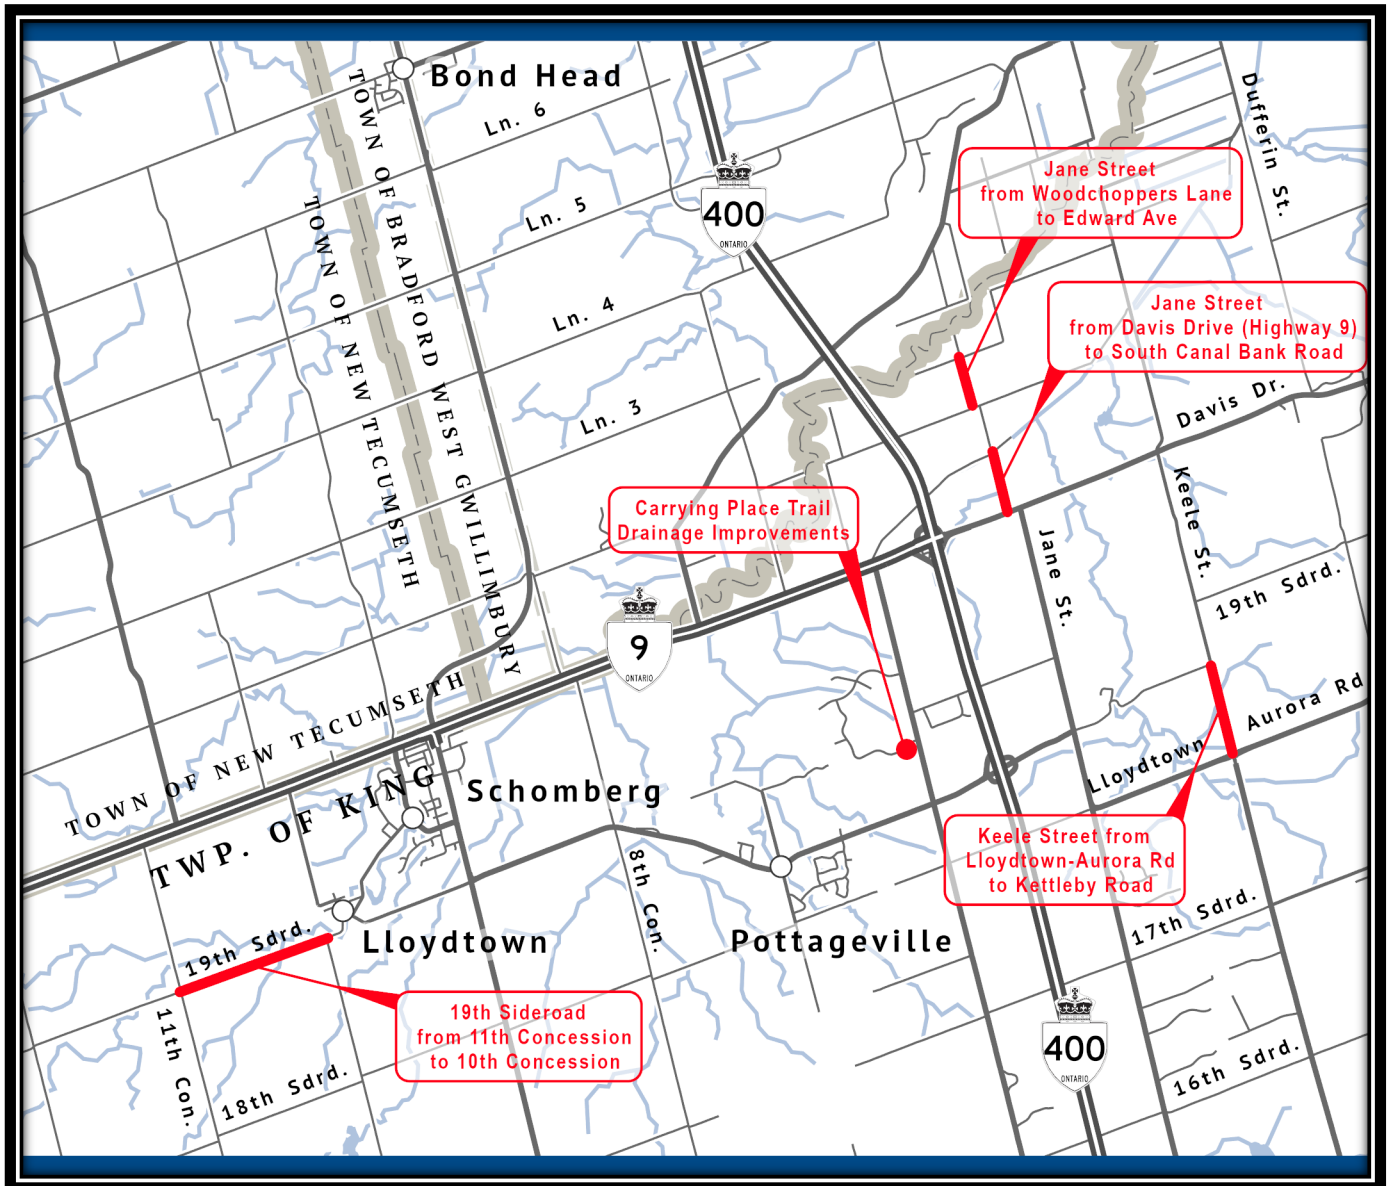 Bond Head
Ln. 6
Dufferin St.
TOWN OF BRADFORD WEST GWILLIMBURY
TOWN OF NEW TECUMSETH
Jane Street
from Woodchoppers Lane
to Edward Ave
400
ONTARIO
Ln. 5
Ln. 4
Jane Street
from Davis Drive (Highway 9)
to South Canal Bank Road
Davis Dr.
Ln. 3
Keele St.
Carrying Place Trail
Drainage Improvements
Jane St.
19th Sdrd.
9
ONTARIO
TOWN OF NEW TECUMSETH
TWP. OF KING
Schomberg
Lloydtown Aurora Rd
Keele Street from
Lloydtown-Aurora Rd
to Kettleby Road
8th Con.
17th Sdrd.
19th Sdrd.
Lloydtown
Pottageville
19th Sideroad
from 11th Concession
to 10th Concession
11th Con.
18th Sdrd.
400
ONTARIO
16th Sdrd.